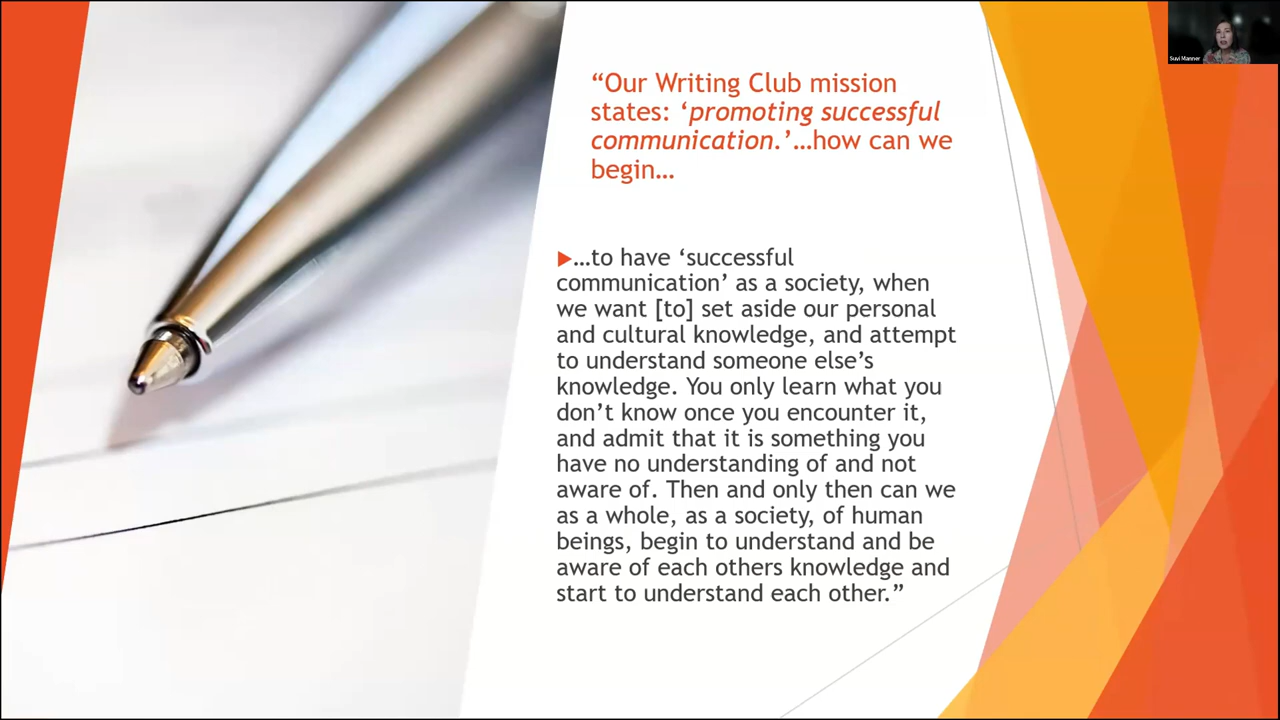 “Our Writing Club mission
states: ‘promoting successful
communication.’…how can we
begin…
…to have ‘successful
communication’ as a society, when
we want [to] set aside our personal
and cultural knowledge, and attempt
to understand someone else’s
knowledge. You only learn what you
don’t know once you encounter it,
and admit that it is something you
have no understanding of and not
aware of. Then and only then can we
as a whole, as a society, of human
beings, begin to understand and be
aware of each others knowledge and
start to understand each other.”
Suvi Manner